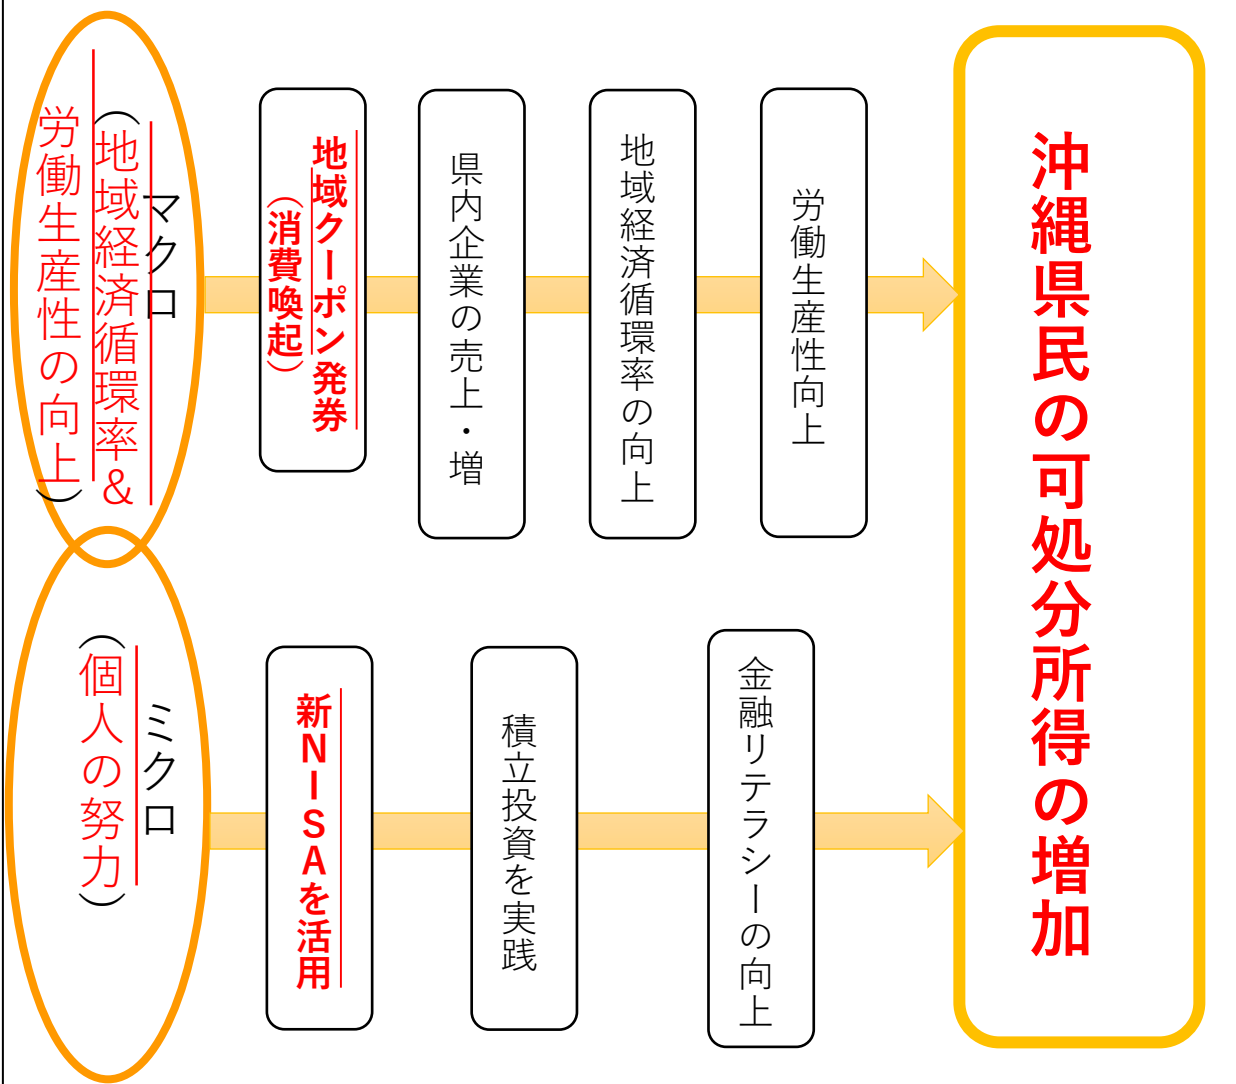 マクロ
(地域経済循環率&
労働生産性の向上)
地域クーポン発券
(消費喚起)
県内企業の売上・増
地域経済循環率の向上
労働生産性向上
ミクロ
(個人の努力)
新NISAを活用
積立投資を実践
金融リテラシーの向上
沖縄県民の可処分所得の増加